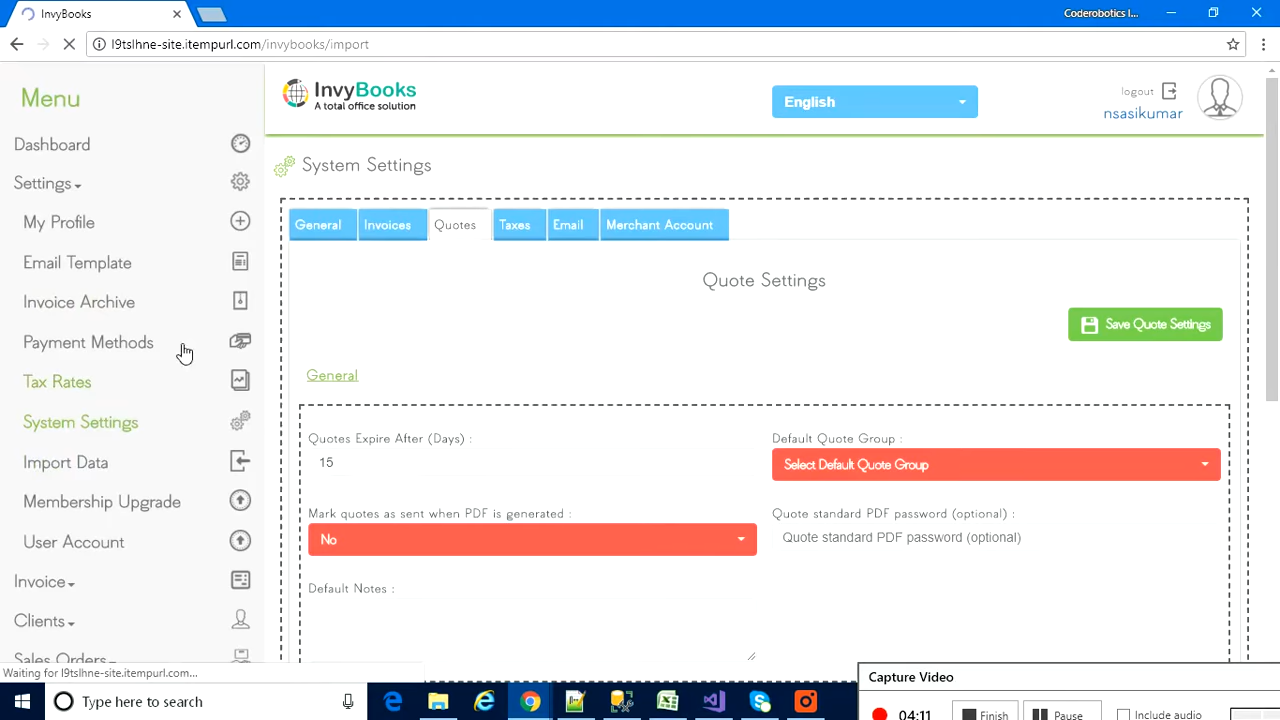 InvyBooks
Coderobotics I...
l9tslhne-site.itempurl.com/invybooks/import
Menu
Dashboard
Settings
My Profile
Email Template
Invoice Archive
Payment Methods
Tax Rates
System Settings
Import Data
Membership Upgrade
User Account
Invoice
Clients
Sales Orders
InvyBooks
A total office solution
English
logout
nsasikumar
System Settings
General Invoices Quotes Taxes Email Merchant Account
Quote Settings
Save Quote Settings
General
Quotes Expire After (Days) :
15
Default Quote Group :
Select Default Quote Group
Mark quotes as sent when PDF is generated :
No
Quote standard PDF password (optional) :
Quote standard PDF password (optional)
Default Notes :
Waiting for l9tslhne-site.itempurl.com...
Capture Video
04:11 Finish Pause Include audio
Type here to search